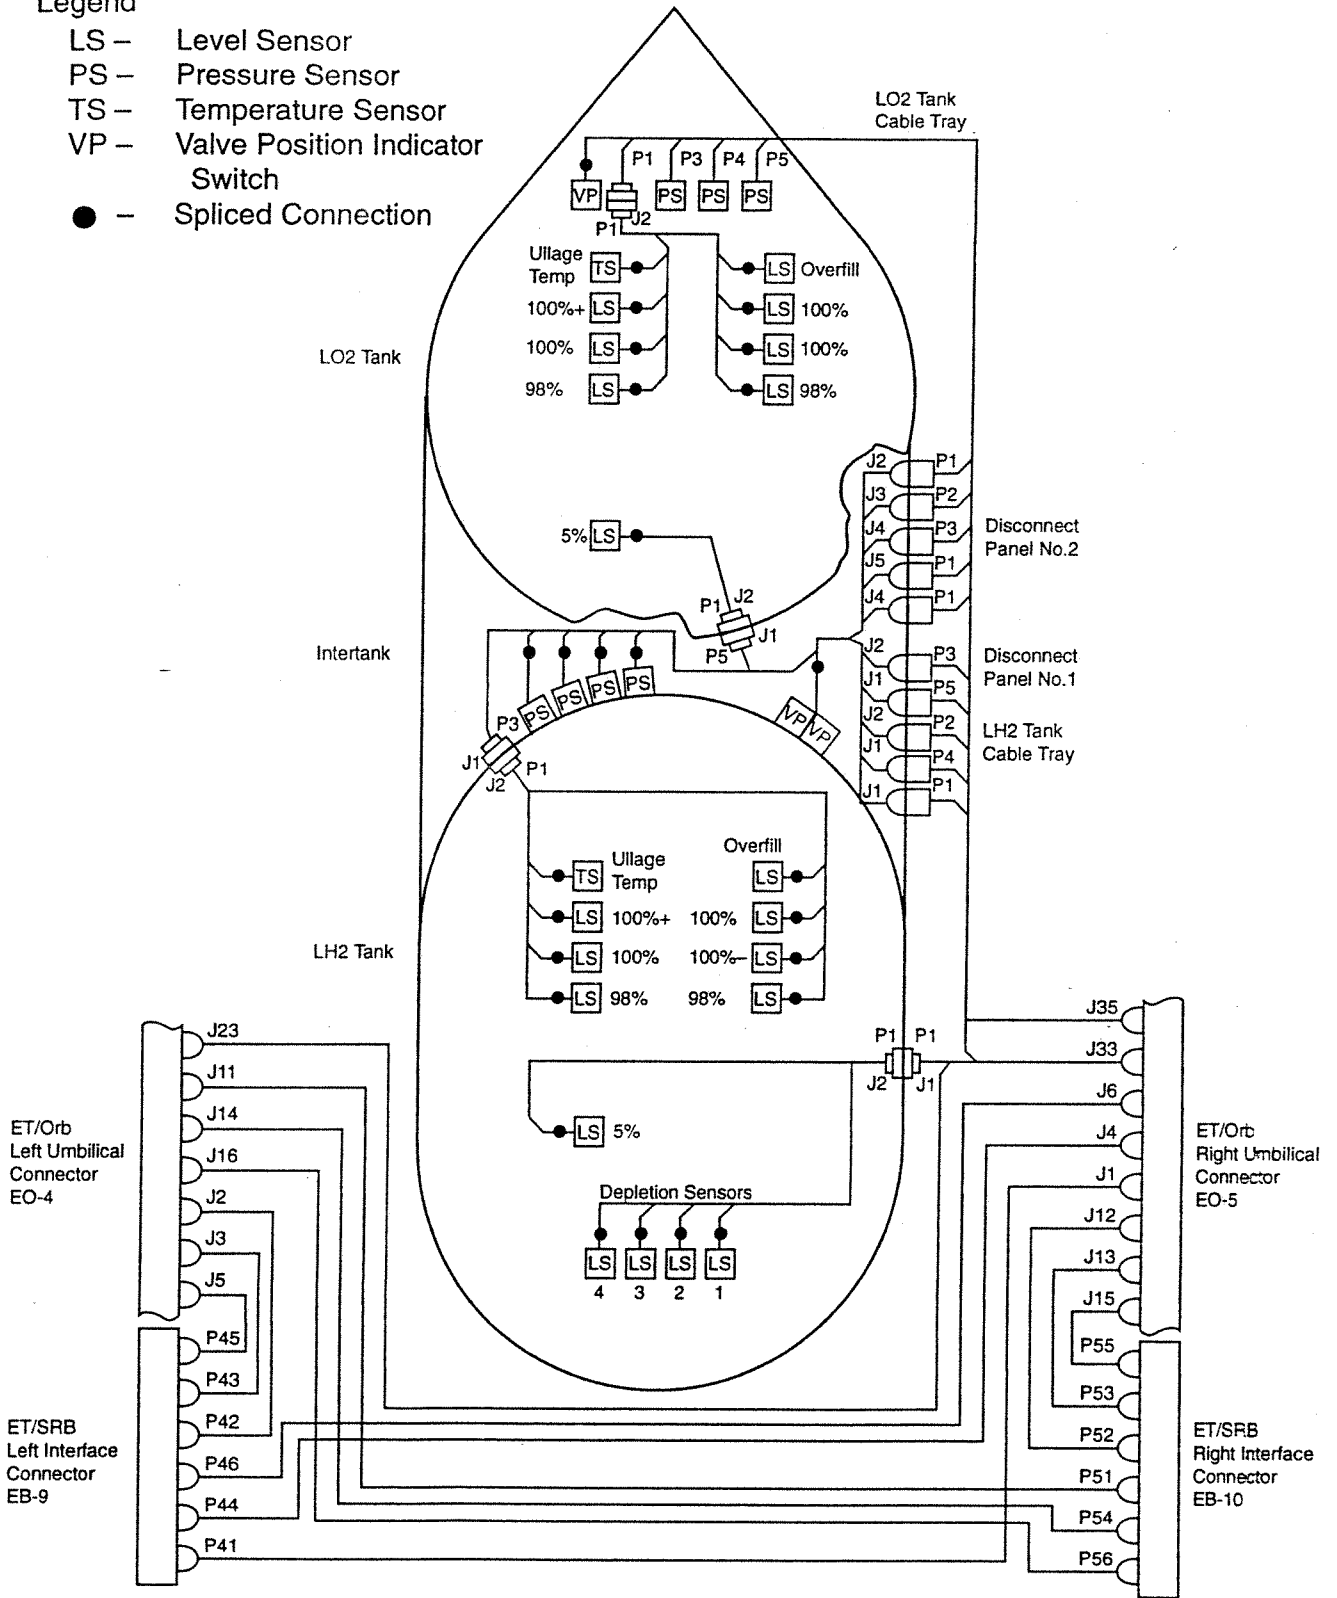 Legend
LS – Level Sensor
PS – Pressure Sensor
TS – Temperature Sensor
VP – Valve Position Indicator
Switch
● – Spliced Connection
LO2 Tank
Cable Tray
P1 P3 P4 P5
VP PS PS PS
J2
P1
Ullage
Temp TS LS Overfill
100%+ LS LS 100%
100% LS LS 100%
98% LS LS 98%
LO2 Tank
5% LS
P1 J2
J1
P5
J2 P1
J3 P2
J4 P3
J5 P1
J4 P1
Disconnect
Panel No.2
J2 P3
J1 P5
J2 P2
J1 P4
J1 P1
Disconnect
Panel No.1
LH2 Tank
Cable Tray
Intertank
PS PS PS PS
VP VP
P3
J1
J2
P1
Ullage
Temp
TS
Overfill
LS
LS 100%+ 100% LS
LS 100% 100%– LS
LS 98% 98% LS
LH2 Tank
P1 P1
J2 J1
LS 5%
Depletion Sensors
LS LS LS LS
4 3 2 1
J23
J11
J14
J16
J2
J3
J5
ET/Orb
Left Umbilical
Connector
EO-4
P45
P43
P42
P46
P44
P41
ET/SRB
Left Interface
Connector
EB-9
J35
J33
J6
J4
J1
J12
J13
J15
ET/Orb
Right Umbilical
Connector
EO-5
P55
P53
P52
P51
P54
P56
ET/SRB
Right Interface
Connector
EB-10